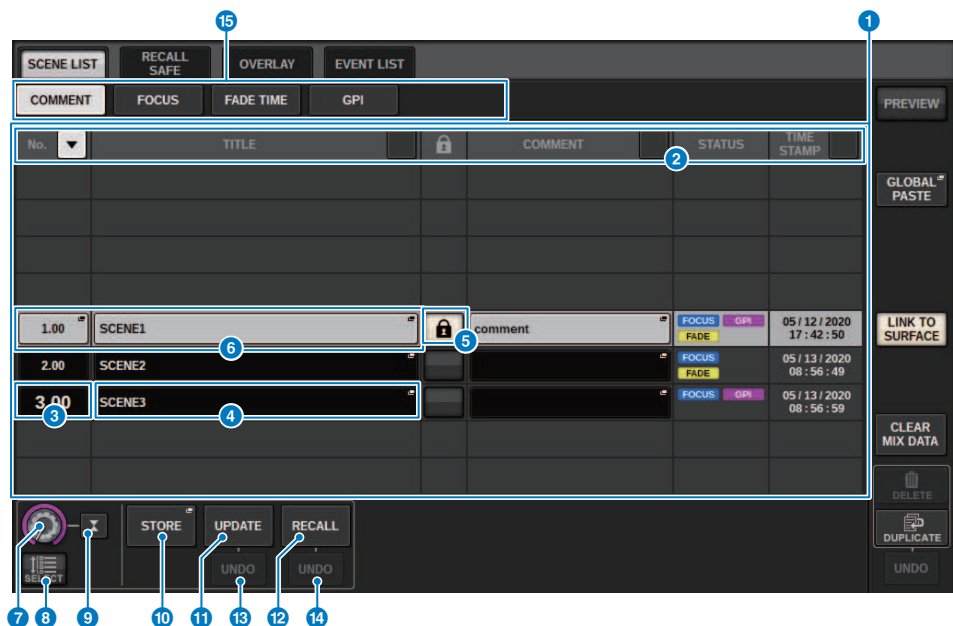 15
1
SCENE LIST
RECALL SAFE
OVERLAY
EVENT LIST
COMMENT
FOCUS
FADE TIME
GPI
PREVIEW
No.
TITLE
COMMENT
STATUS
TIME STAMP
2
GLOBAL PASTE
1.00
SCENE1
comment
FOCUS
GPI
FADE
05 / 12 / 2020
17 : 42 : 50
LINK TO SURFACE
6
5
2.00
SCENE2
FOCUS
FADE
05 / 13 / 2020
08 : 56 : 49
3.00
SCENE3
FOCUS
GPI
05 / 13 / 2020
08 : 56 : 59
3
4
CLEAR MIX DATA
DELETE
DUPLICATE
UNDO
STORE
UPDATE
RECALL
SELECT
UNDO
UNDO
7
8
9
10
11
13
12
14